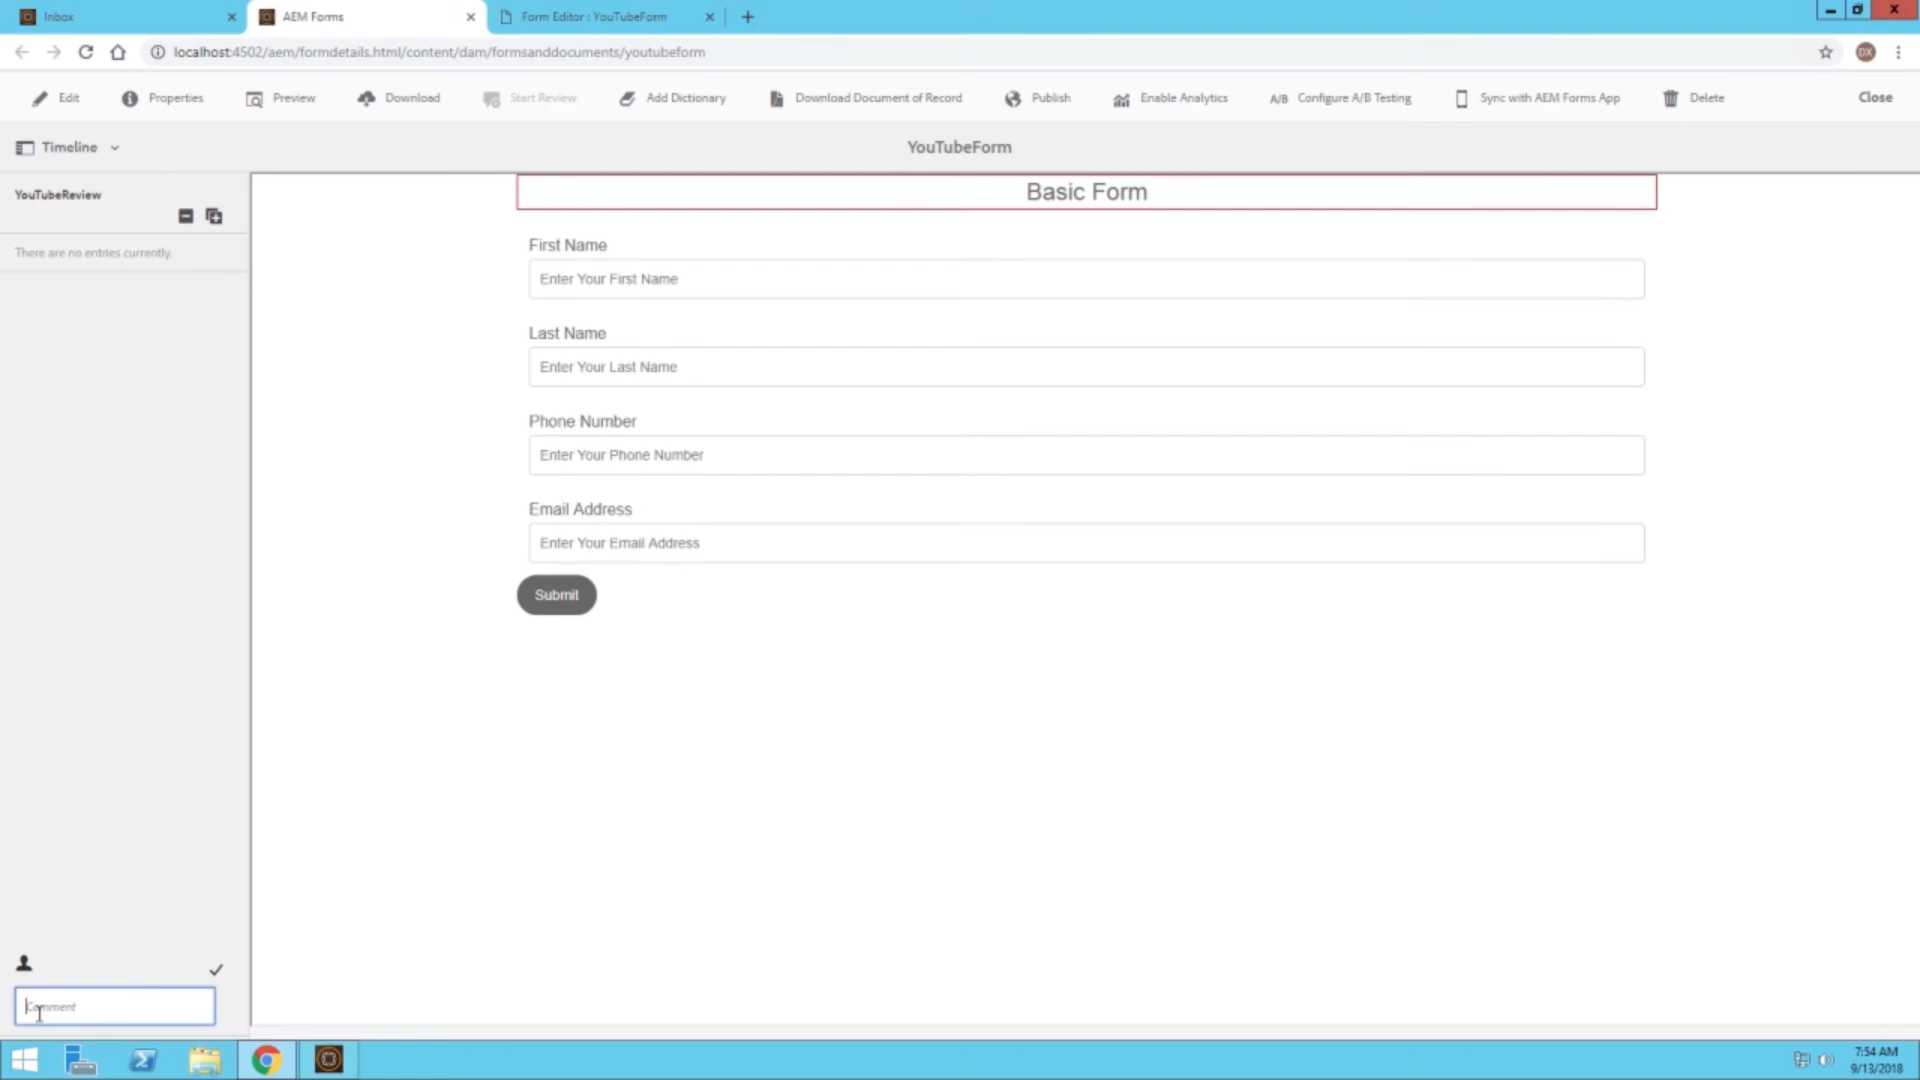 Inbox
AEM Forms
Form Editor : YouTubeForm
localhost:4502/aem/formdetails.html/content/dam/formsanddocuments/youtubeform
DX
Edit
Properties
Preview
Download
Start Review
Add Dictionary
Download Document of Record
Publish
Enable Analytics
A/B Configure A/B Testing
Sync with AEM Forms App
Delete
Close
Timeline
YouTubeForm
YouTubeReview
There are no entries currently.
Basic Form
First Name
Enter Your First Name
Last Name
Enter Your Last Name
Phone Number
Enter Your Phone Number
Email Address
Enter Your Email Address
Submit
Comment
7:54 AM
9/13/2018